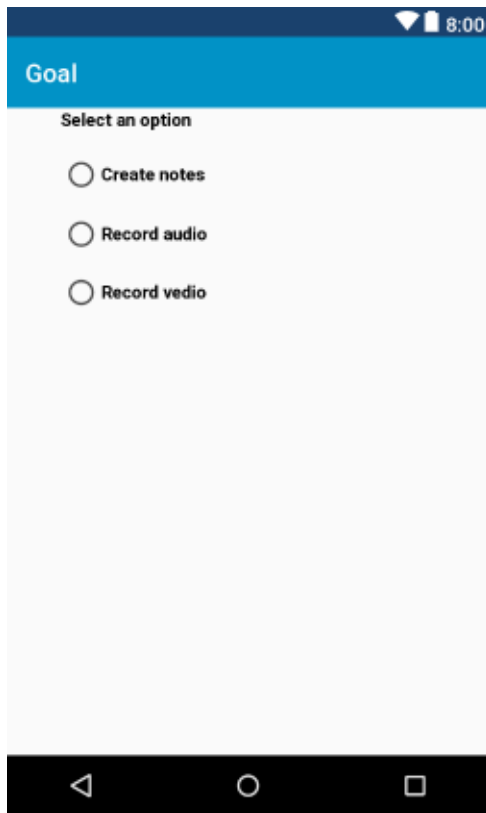 8:00
Goal
Select an option
Create notes
Record audio
Record vedio